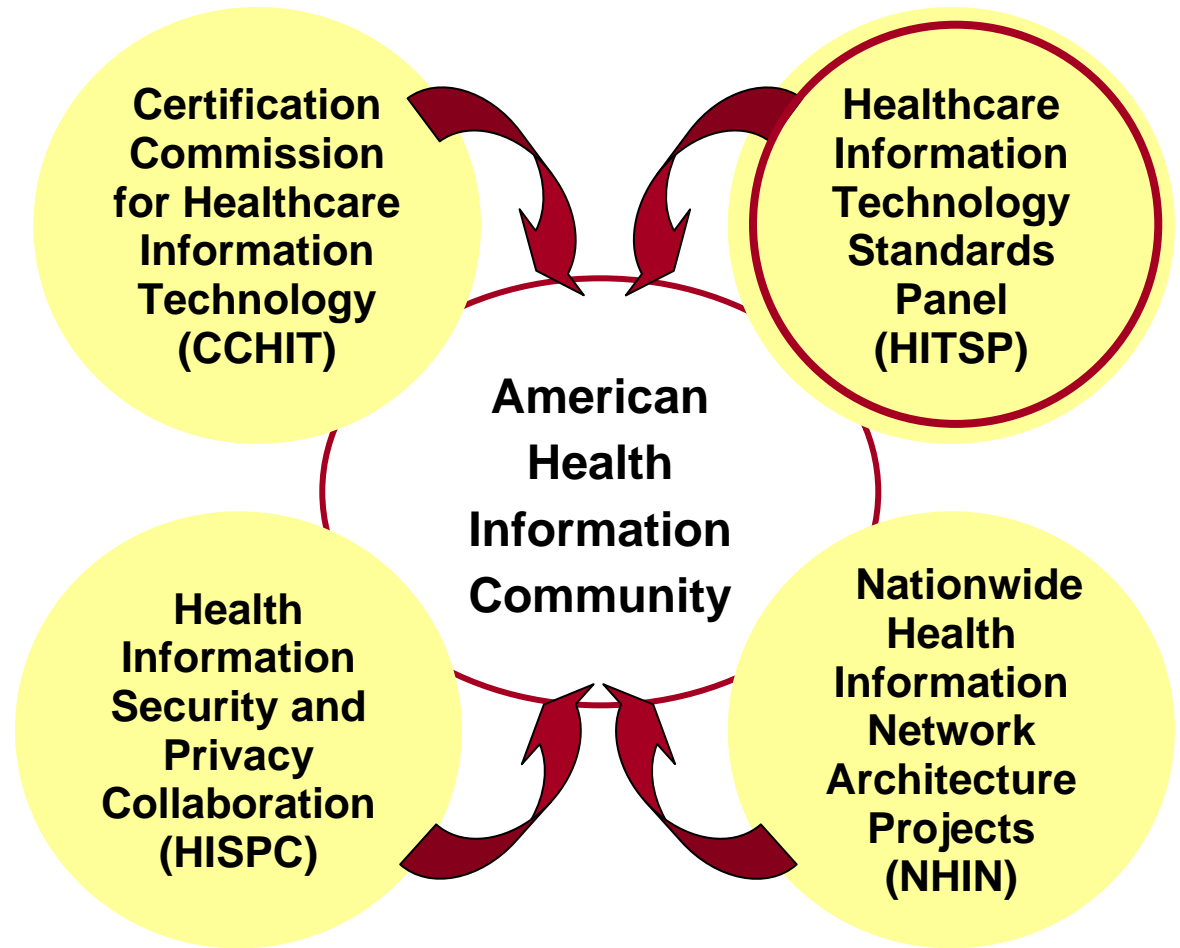 Certification
Commission
for Healthcare
Information
Technology
(CCHIT)
Healthcare
Information
Technology
Standards
Panel
(HITSP)
American
Health
Information
Community
Health
Information
Security and
Privacy
Collaboration
(HISPC)
Nationwide
Health
Information
Network
Architecture
Projects
(NHIN)